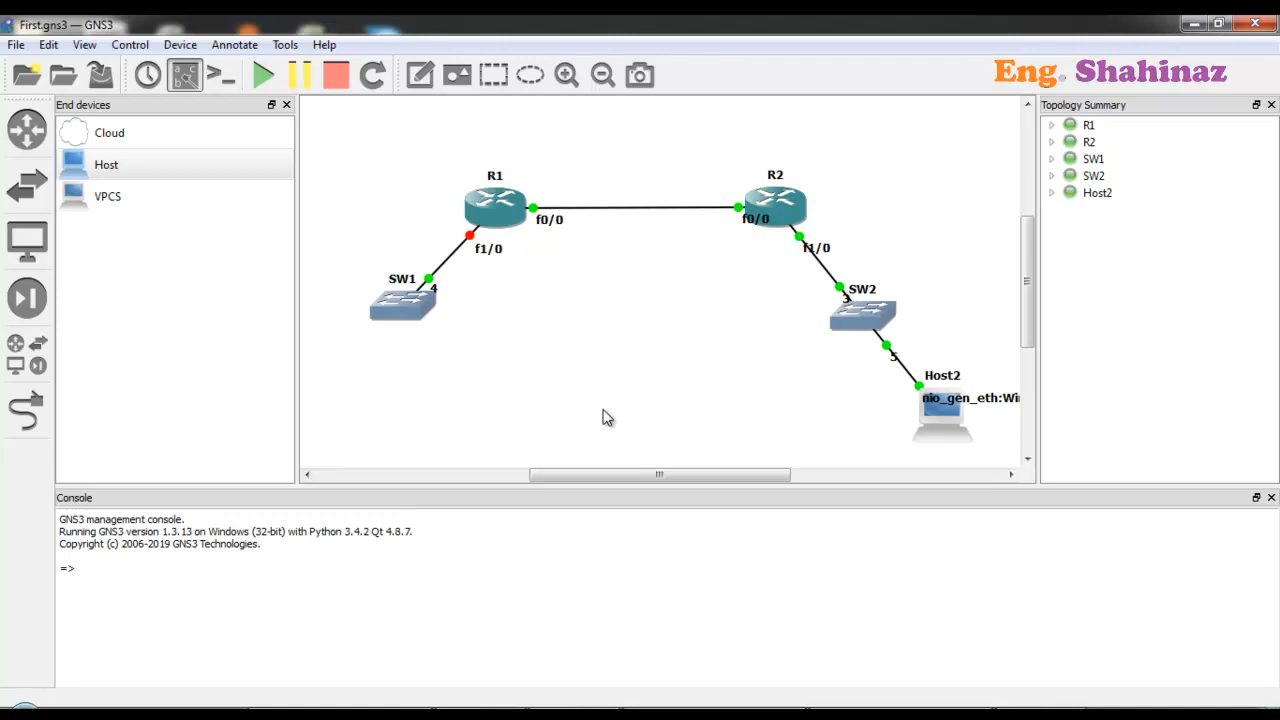 First.gns3 — GNS3
File Edit View Control Device Annotate Tools Help
Eng. Shahinaz
End devices
Cloud
Host
VPCS
R1
R2
f0/0
f0/0
f1/0
f1/0
SW1
4
SW2
3
5
Host2
nio_gen_eth:Wi
Topology Summary
R1
R2
SW1
SW2
Host2
Console
GNS3 management console.
Running GNS3 version 1.3.13 on Windows (32-bit) with Python 3.4.2 Qt 4.8.7.
Copyright (c) 2006-2019 GNS3 Technologies.
=>